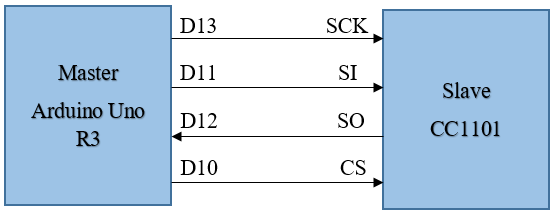 D13 SCK
Master
D11 SI
Arduino Uno
R3
Slave
CC1101
D12 SO
D10 CS